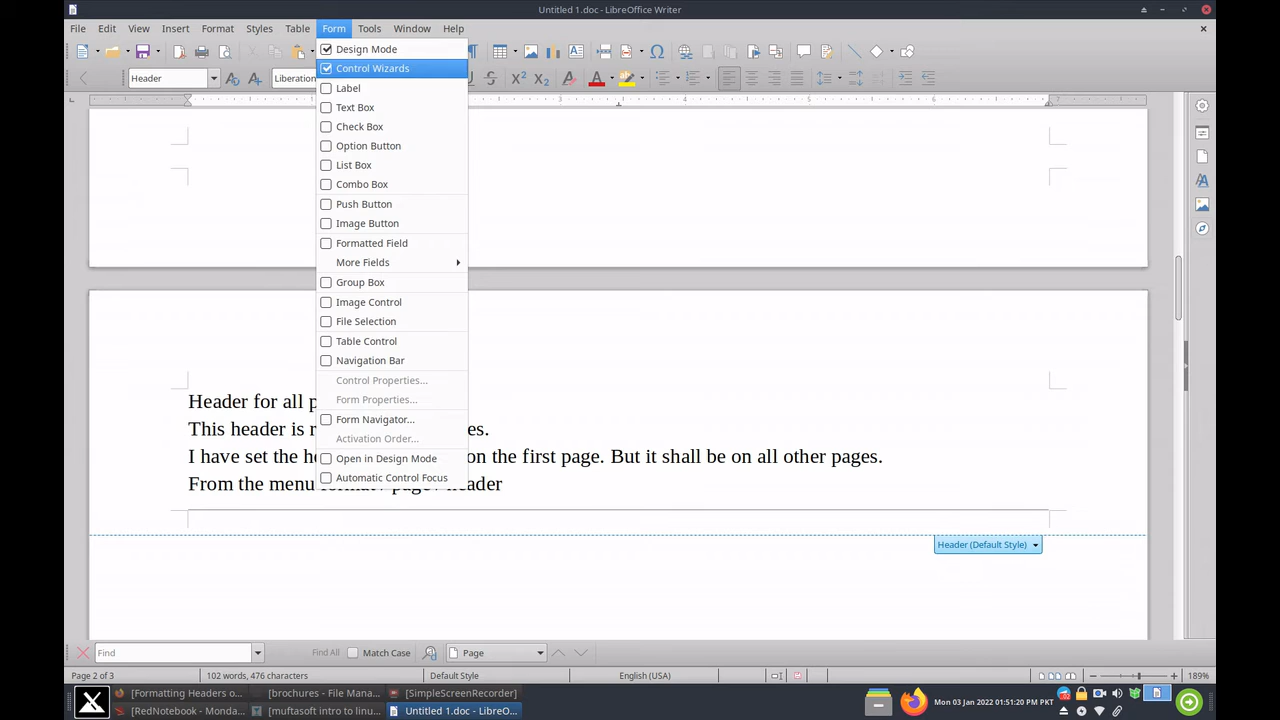 Untitled 1.doc - LibreOffice Writer
File Edit View Insert Format Styles Table Form Tools Window Help
Header
Liberation
Design Mode
Control Wizards
Label
Text Box
Check Box
Option Button
List Box
Combo Box
Push Button
Image Button
Formatted Field
More Fields
Group Box
Image Control
File Selection
Table Control
Navigation Bar
Control Properties...
Form Properties...
Form Navigator...
Activation Order...
Open in Design Mode
Automatic Control Focus
Header for all p
This header is r es.
I have set the he on the first page. But it shall be on all other pages.
From the menu format> page> header
Header (Default Style)
Find Find All Match Case Page
Page 2 of 3 102 words, 476 characters Default Style English (USA) 189%
[Formatting Headers o... [brochures - File Mana... [SimpleScreenRecorder]
[RedNotebook - Monda... [muftasoft intro to linu... Untitled 1.doc - LibreO...
Mon 03 Jan 2022 01:51:20 PM PKT